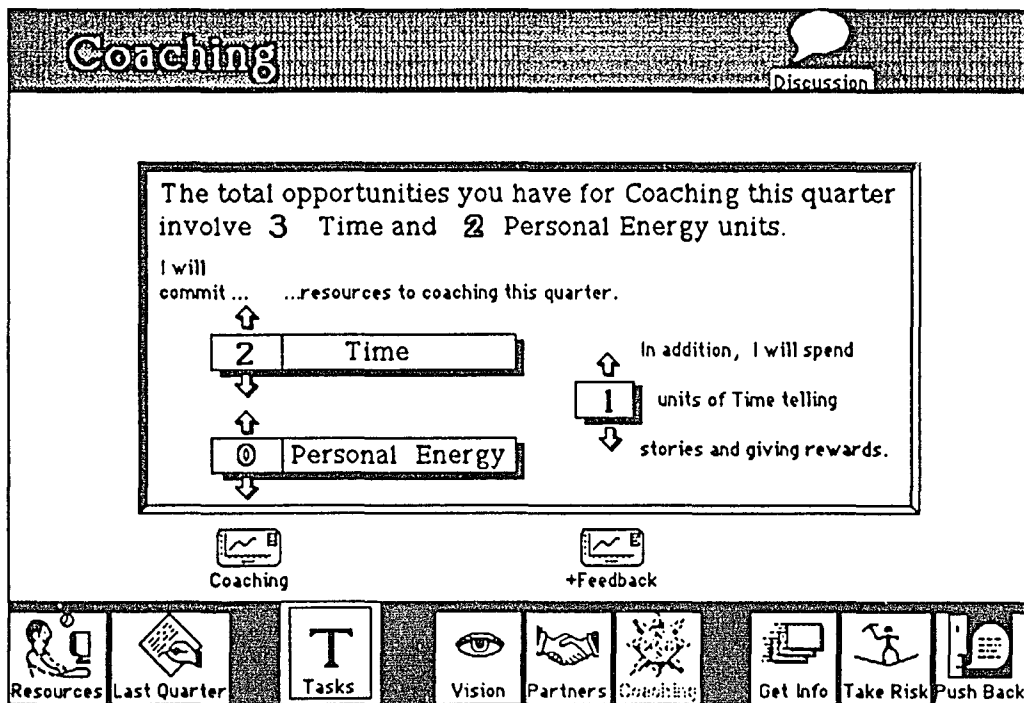 Coaching
Discussion
The total opportunities you have for Coaching this quarter
involve 3 Time and 2 Personal Energy units.
I will
commit ... ...resources to coaching this quarter.
2 Time
In addition, I will spend
1 units of Time telling
stories and giving rewards.
0 Personal Energy
Coaching
+Feedback
Resources
Last Quarter
T
Tasks
Vision
Partners
Coaching
Get Info
Take Risk
Push Back